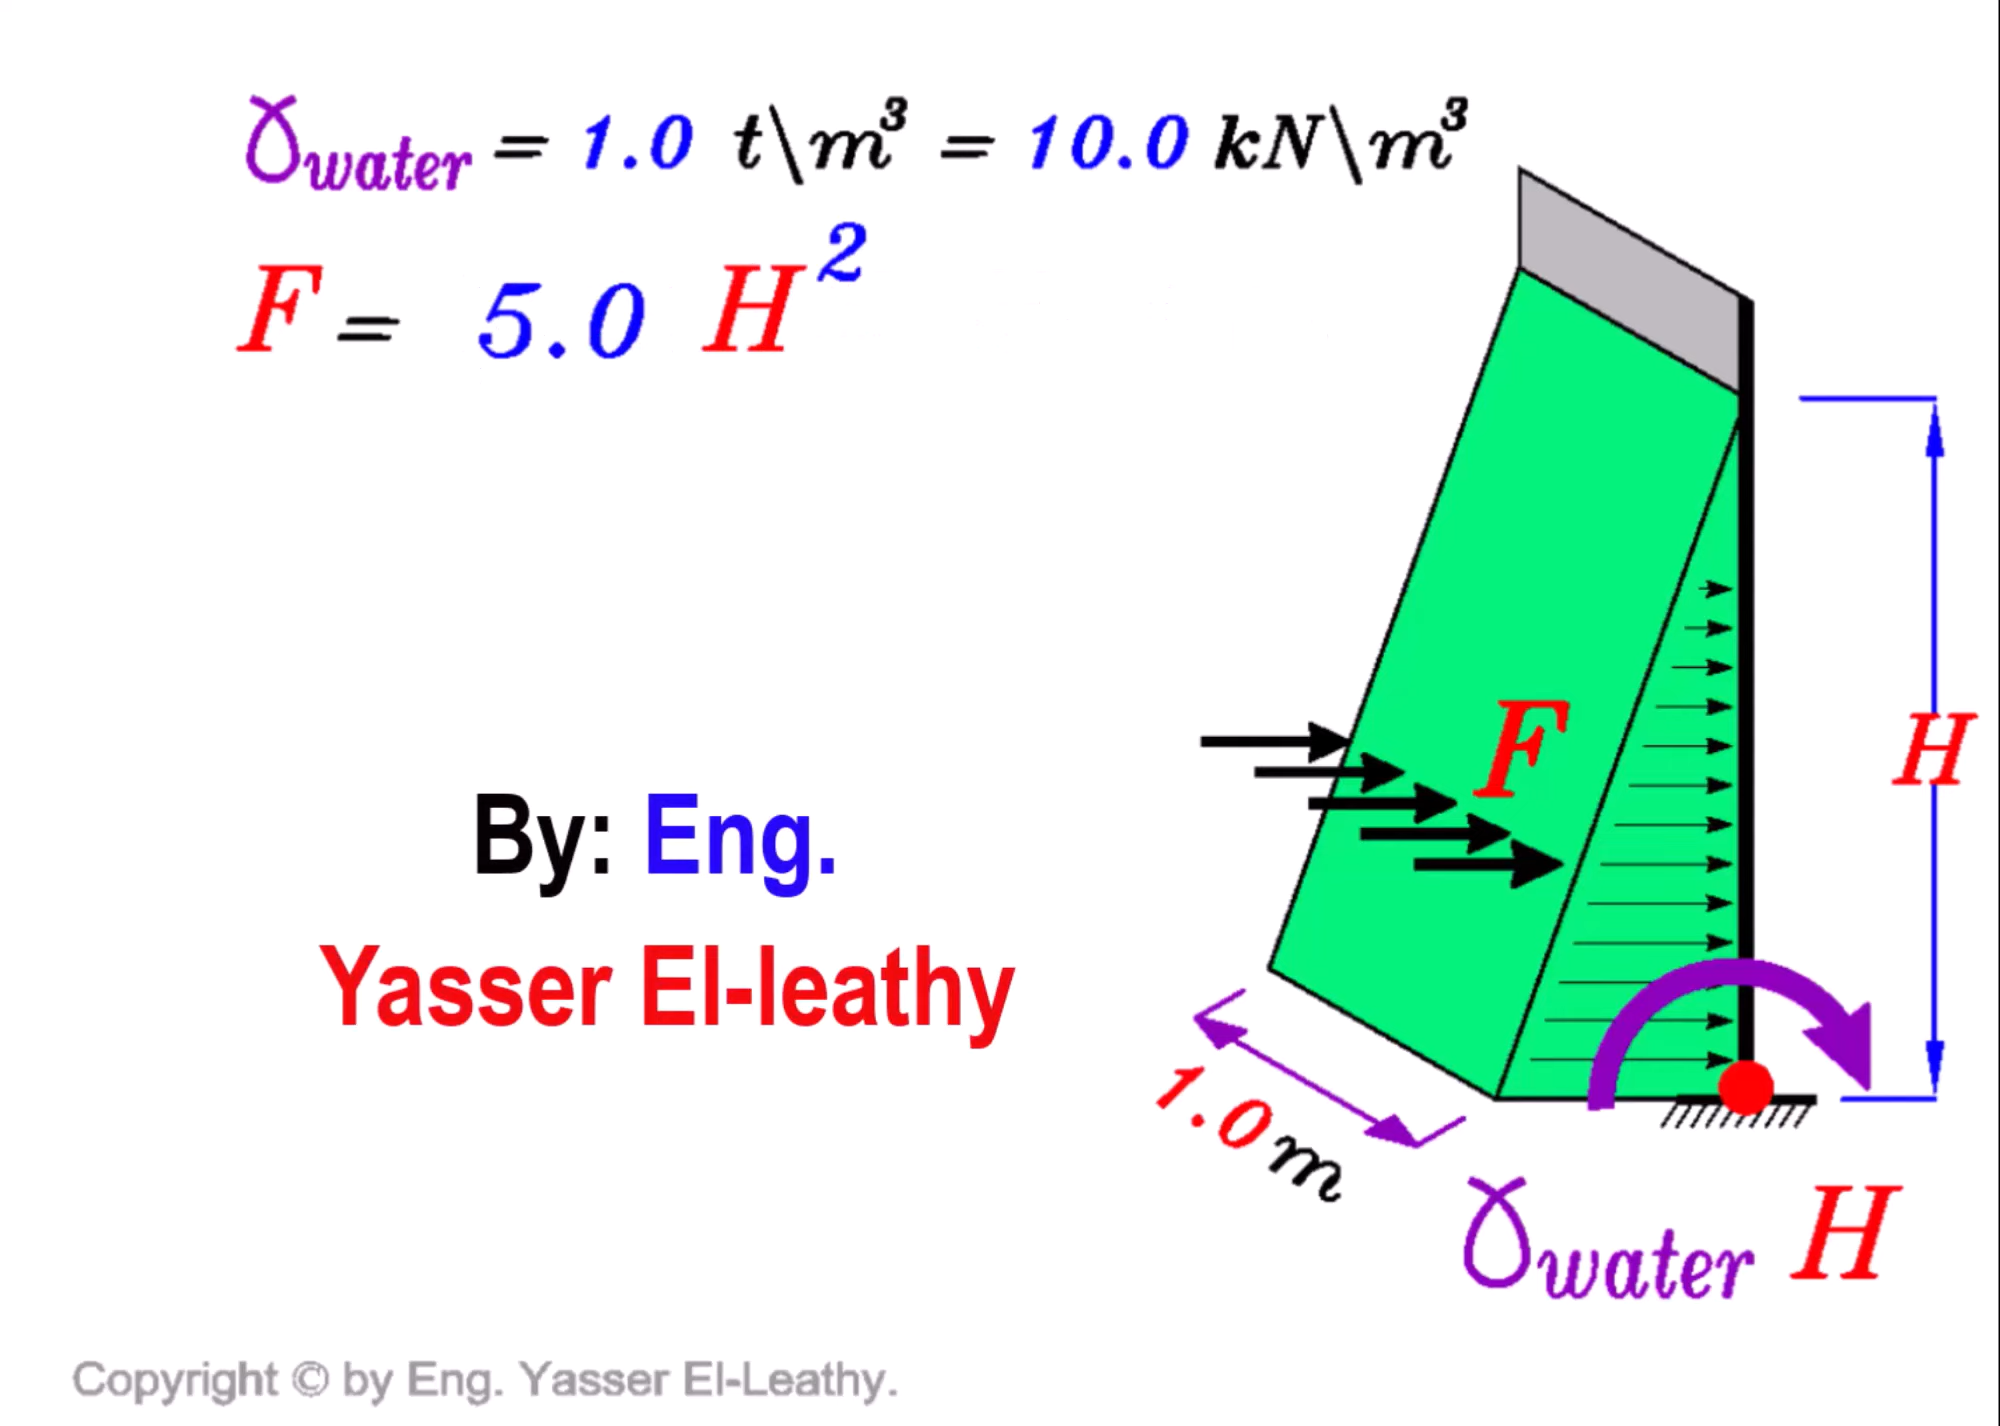 γwater = 1.0 t\m³ = 10.0 kN\m³
F = 5.0 H²
F
H
By: Eng.
Yasser El-leathy
1.0 m
γwater H
Copyright © by Eng. Yasser El-Leathy.